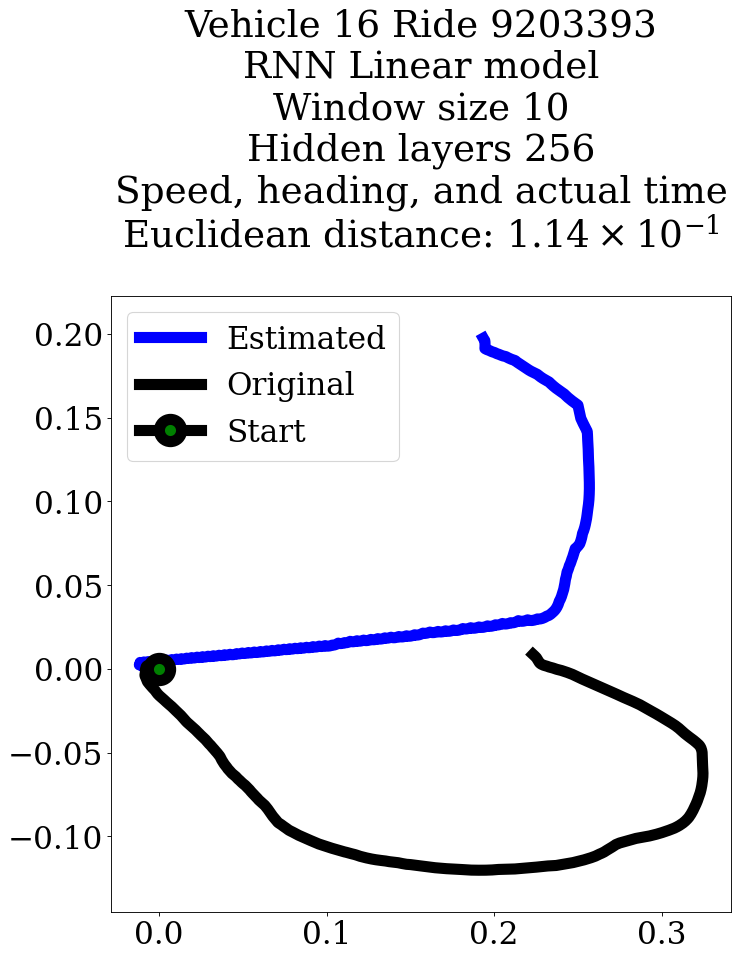 Vehicle 16 Ride 9203393
RNN Linear model
Window size 10
Hidden layers 256
Speed, heading, and actual time
Euclidean distance: 1.14 × 10⁻¹
Estimated
Original
Start
0.20
0.15
0.10
0.05
0.00
−0.05
−0.10
0.0 0.1 0.2 0.3